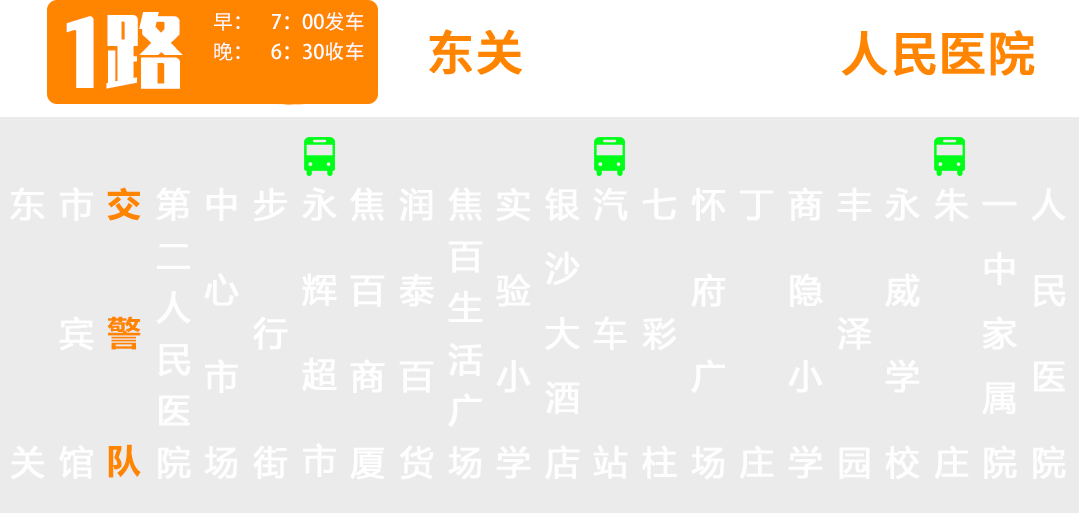 1路
早： 7：00发车
晚： 6：30收车
东关
人民医院
东关
市宾馆
交警队
第二人民医院
中心市场
步行街
永辉超市
焦百商厦
润泰百货
焦百生活广场
实验小学
银沙大酒店
汽车站
七彩柱
怀府广场
丁庄
商隐小学
丰泽园
永威学校
朱庄
一中家属院
人民医院